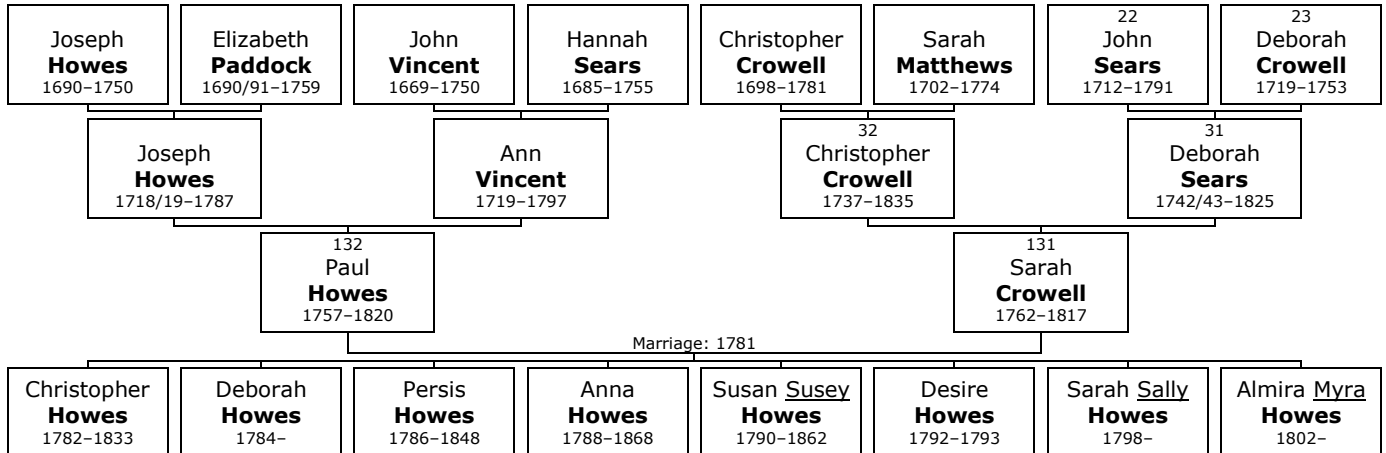 Joseph
Howes
1690–1750
Elizabeth
Paddock
1690/91–1759
John
Vincent
1669–1750
Hannah
Sears
1685–1755
Christopher
Crowell
1698–1781
Sarah
Matthews
1702–1774
22
John
Sears
1712–1791
23
Deborah
Crowell
1719–1753
Joseph
Howes
1718/19–1787
Ann
Vincent
1719–1797
32
Christopher
Crowell
1737–1835
31
Deborah
Sears
1742/43–1825
132
Paul
Howes
1757–1820
131
Sarah
Crowell
1762–1817
Marriage: 1781
Christopher
Howes
1782–1833
Deborah
Howes
1784–
Persis
Howes
1786–1848
Anna
Howes
1788–1868
Susan Susey
Howes
1790–1862
Desire
Howes
1792–1793
Sarah Sally
Howes
1798–
Almira Myra
Howes
1802–